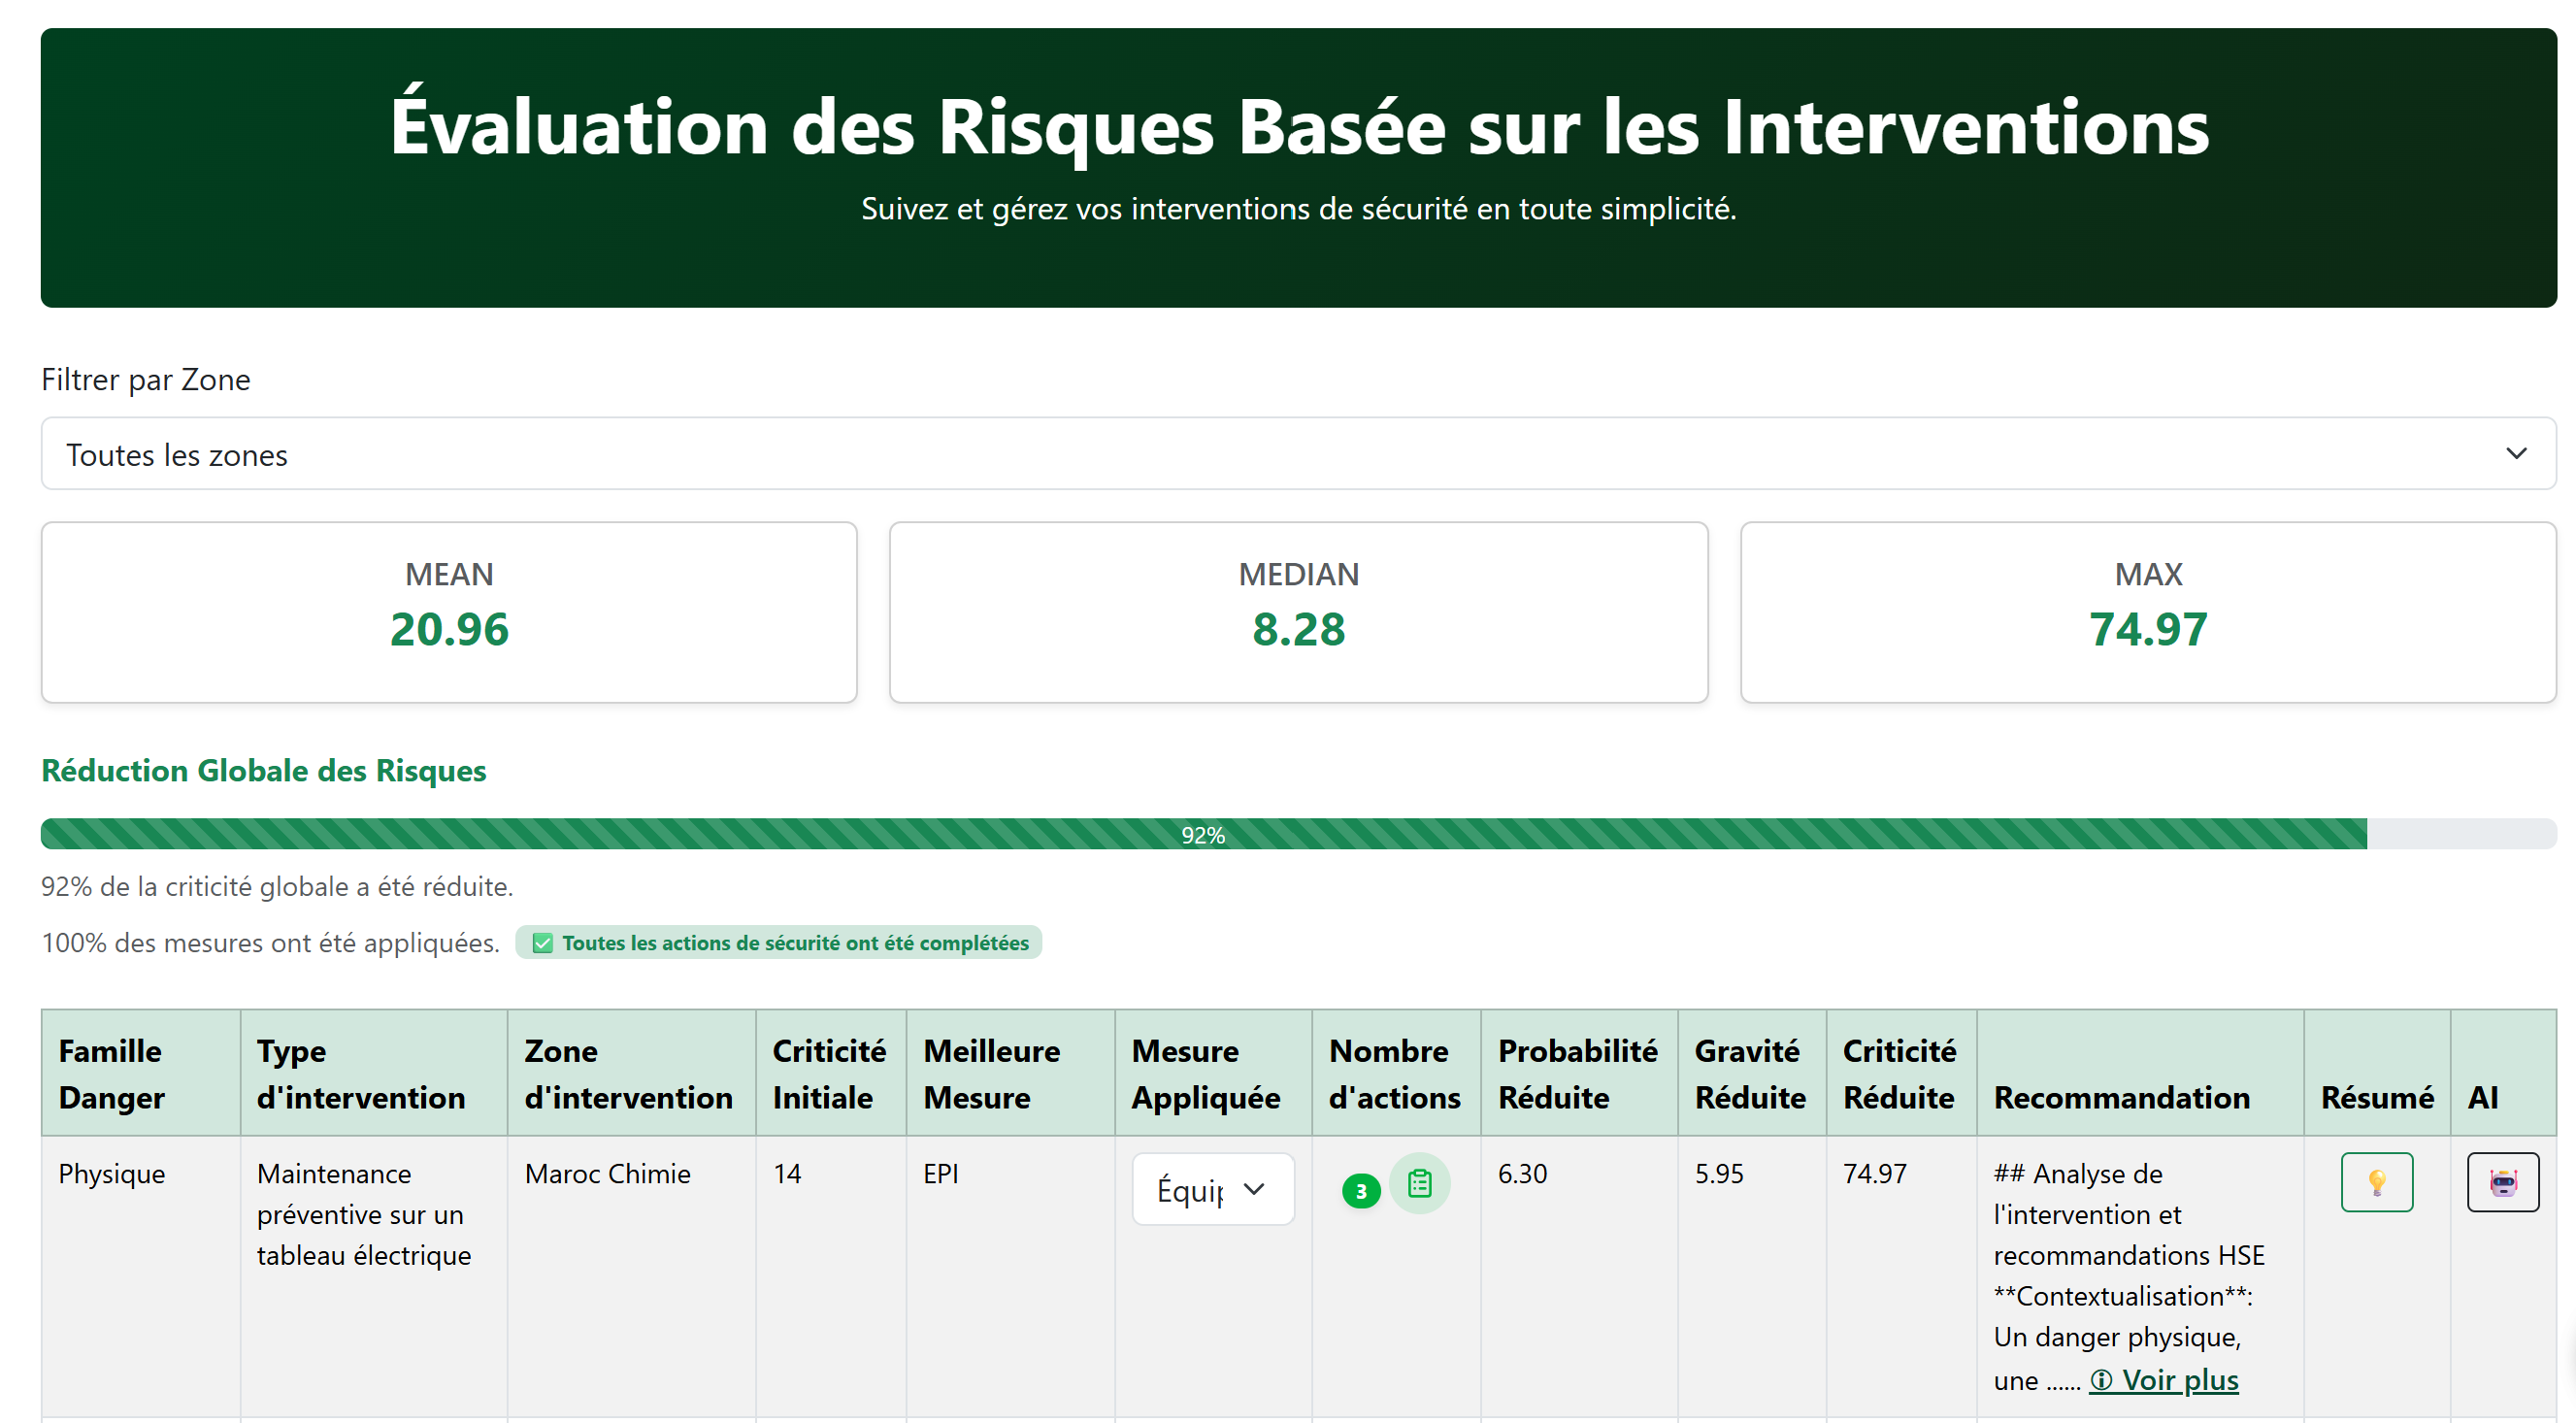 Évaluation des Risques Basée sur les Interventions
Suivez et gérez vos interventions de sécurité en toute simplicité.
Filtrer par Zone
Toutes les zones
MEAN
20.96
MEDIAN
8.28
MAX
74.97
Réduction Globale des Risques
92%
92% de la criticité globale a été réduite.
100% des mesures ont été appliquées.
Toutes les actions de sécurité ont été complétées
Famille
Danger
Type
d'intervention
Zone
d'intervention
Criticité
Initiale
Meilleure
Mesure
Mesure
Appliquée
Nombre
d'actions
Probabilité
Réduite
Gravité
Réduite
Criticité
Réduite
Recommandation
Résumé
AI
Physique
Maintenance
préventive sur un
tableau électrique
Maroc Chimie
14
EPI
Équip
3
6.30
5.95
74.97
## Analyse de
l'intervention et
recommandations HSE
**Contextualisation**:
Un danger physique,
une ...... Voir plus